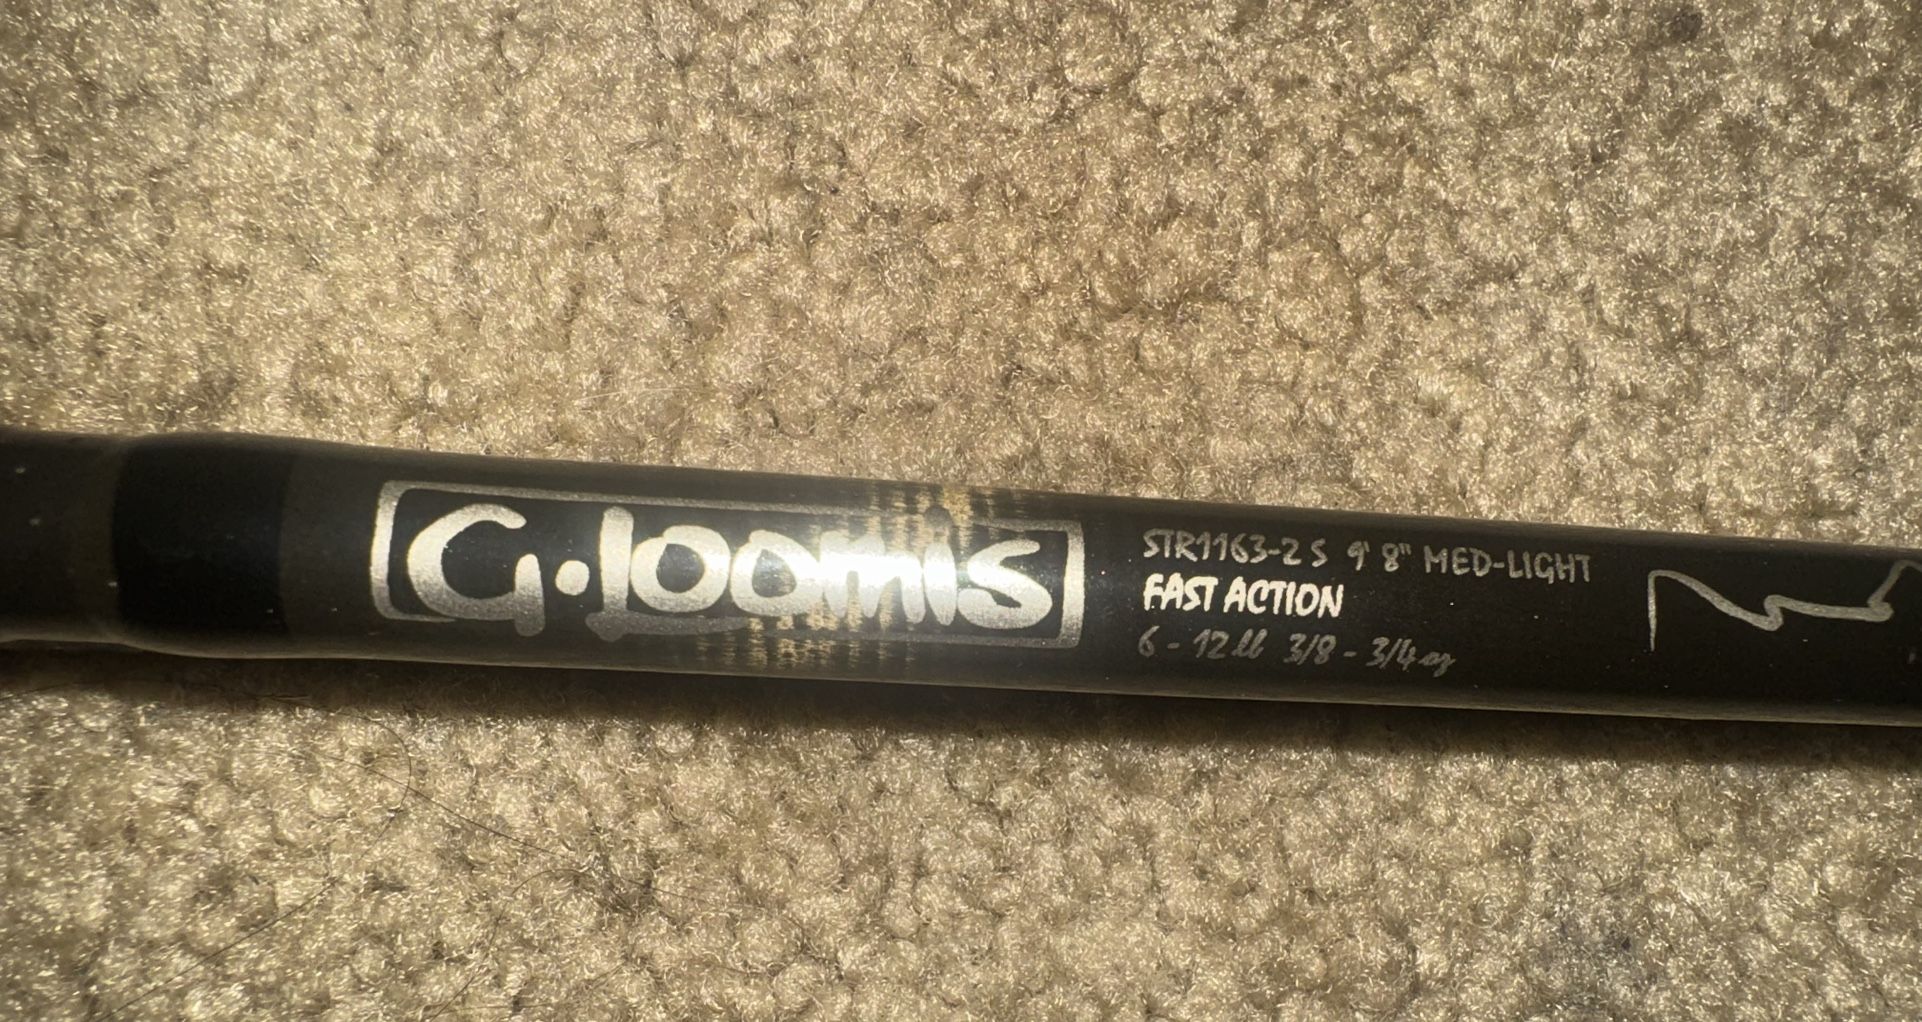 G.Loomis
STR1163-2 S 9' 8" MED-LIGHT
FAST ACTION
6 - 12 lb 3/8 - 3/4 oz